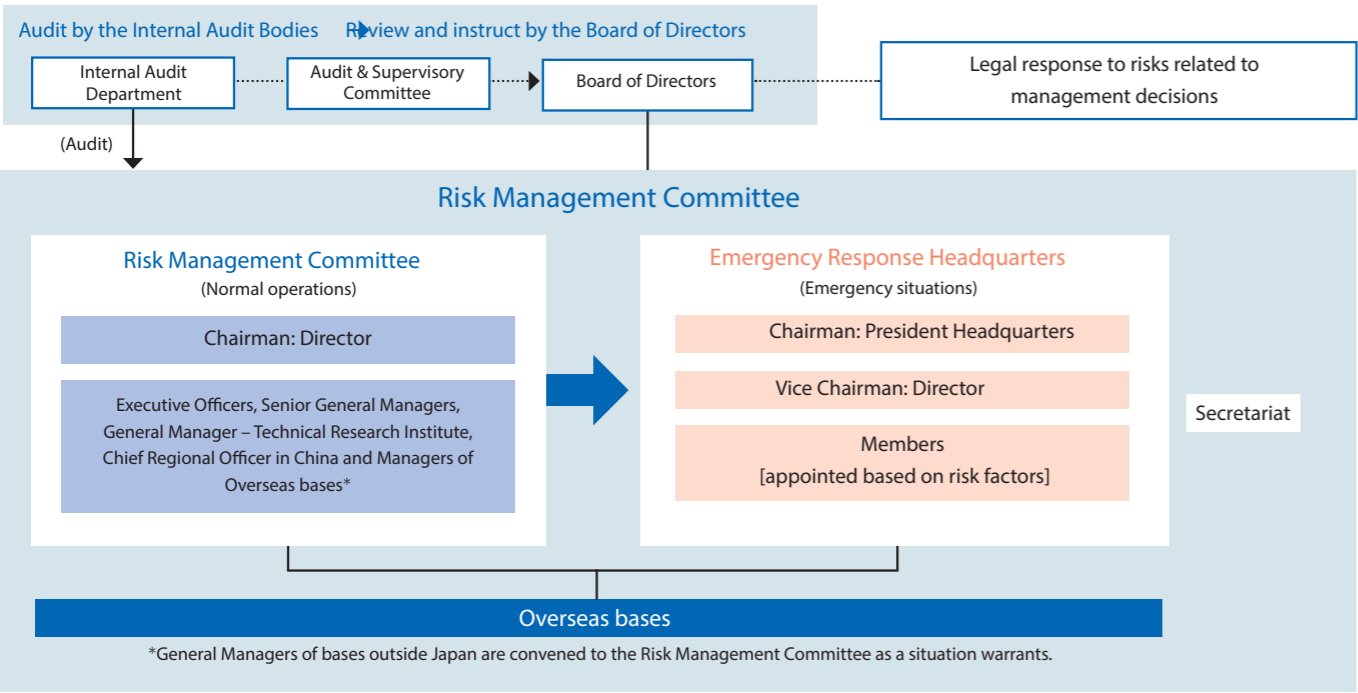 Audit by the Internal Audit Bodies
Review and instruct by the Board of Directors
Internal Audit
Department
Audit & Supervisory
Committee
Board of Directors
Legal response to risks related to
management decisions
(Audit)
Risk Management Committee
Risk Management Committee
(Normal operations)
Chairman: Director
Executive Officers, Senior General Managers,
General Manager – Technical Research Institute,
Chief Regional Officer in China and Managers of
Overseas bases*
Emergency Response Headquarters
(Emergency situations)
Chairman: President Headquarters
Vice Chairman: Director
Members
[appointed based on risk factors]
Secretariat
Overseas bases
*General Managers of bases outside Japan are convened to the Risk Management Committee as a situation warrants.